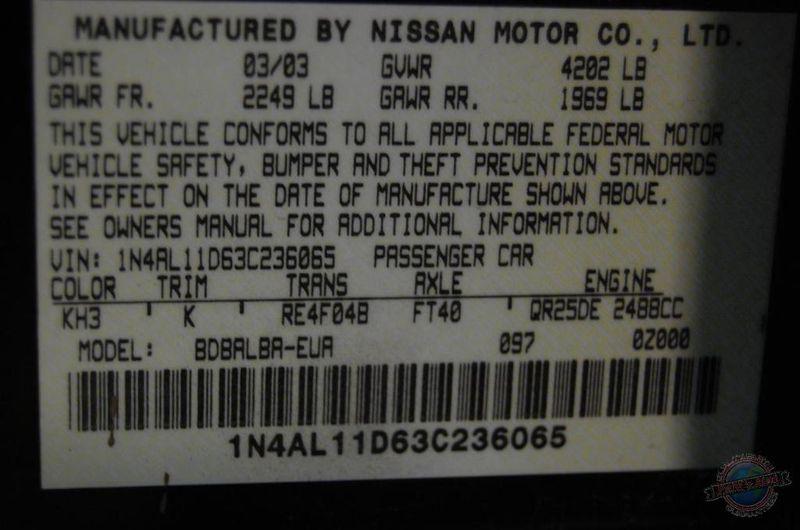 MANUFACTURED BY NISSAN MOTOR CO., LTD.
DATE 03/03 GVWR 4202 LB
GAWR FR. 2249 LB GAWR RR. 1969 LB
THIS VEHICLE CONFORMS TO ALL APPLICABLE FEDERAL MOTOR
VEHICLE SAFETY, BUMPER AND THEFT PREVENTION STANDARDS
IN EFFECT ON THE DATE OF MANUFACTURE SHOWN ABOVE.
SEE OWNERS MANUAL FOR ADDITIONAL INFORMATION.
VIN: 1N4AL11D63C236065 PASSENGER CAR
COLOR TRIM TRANS AXLE ENGINE
KH3 K RE4F04B FT40 QR25DE 2488CC
MODEL: BDBALBA-EUA 097 02000
1N4AL11D63C236065